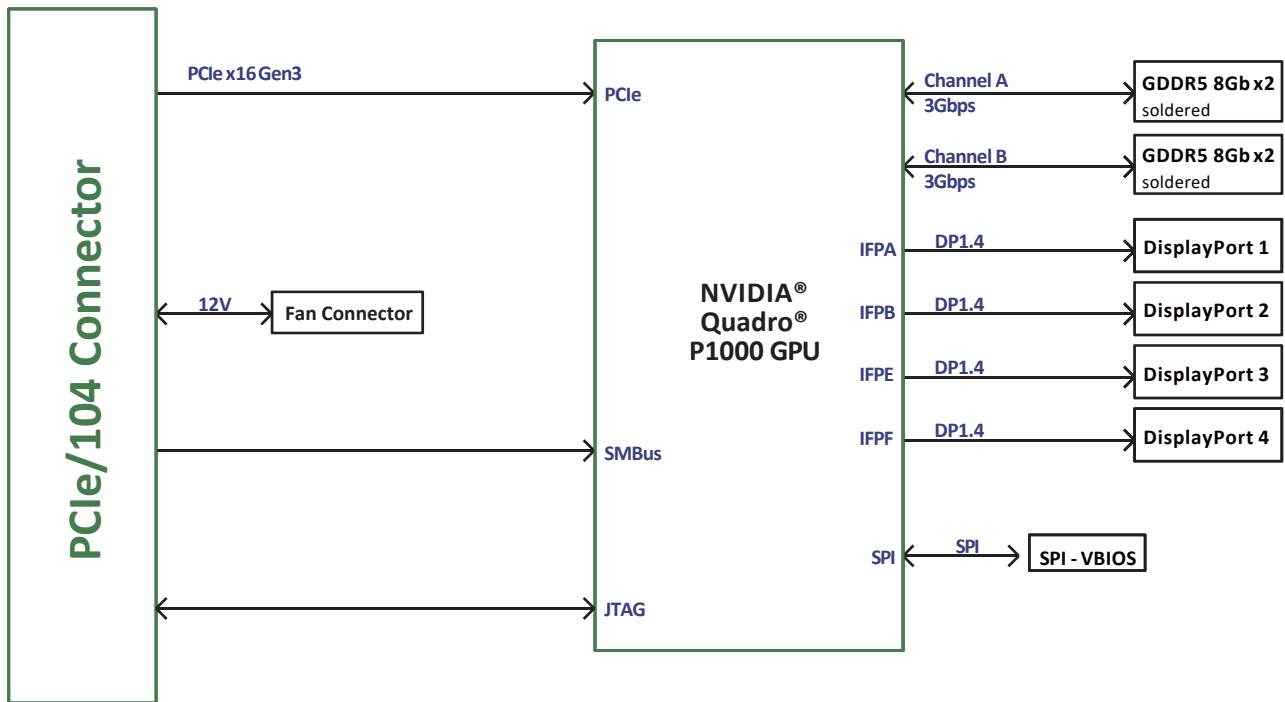 PCIe/104 Connector
PCIe x16 Gen3
PCIe
12V
Fan Connector
SMBus
JTAG
NVIDIA®
Quadro®
P1000 GPU
Channel A
3Gbps
GDDR5 8Gb x2
soldered
Channel B
3Gbps
GDDR5 8Gb x2
soldered
IFPA
DP1.4
DisplayPort 1
IFPB
DP1.4
DisplayPort 2
IFPE
DP1.4
DisplayPort 3
IFPF
DP1.4
DisplayPort 4
SPI
SPI
SPI - VBIOS